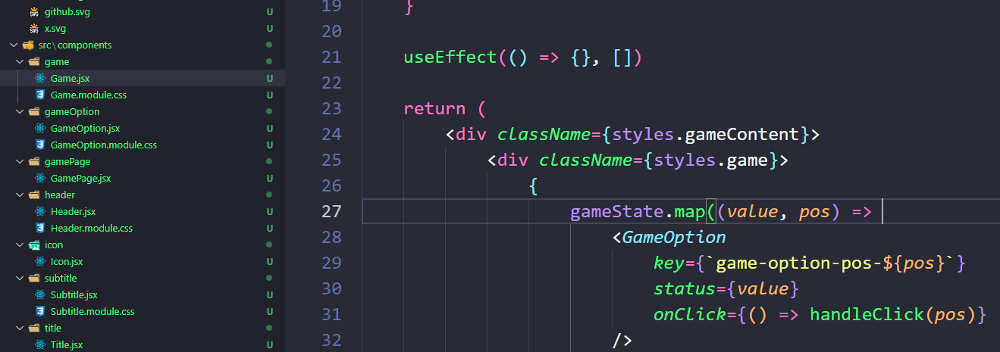 github.svg U
x.svg U
src\components
game
Game.jsx U
Game.module.css U
gameOption
GameOption.jsx U
GameOption.module.css U
gamePage
GamePage.jsx U
header
Header.jsx U
Header.module.css U
icon
Icon.jsx U
subtitle
Subtitle.jsx U
Subtitle.module.css U
title
Title.jsx U
19 }
20
21 useEffect(() => {}, [])
22
23 return (
24 <div className={styles.gameContent}>
25 <div className={styles.game}>
26 {
27 gameState.map((value, pos) =>
28 <GameOption
29 key={`game-option-pos-${pos}`}
30 status={value}
31 onClick={() => handleClick(pos)}
32 />